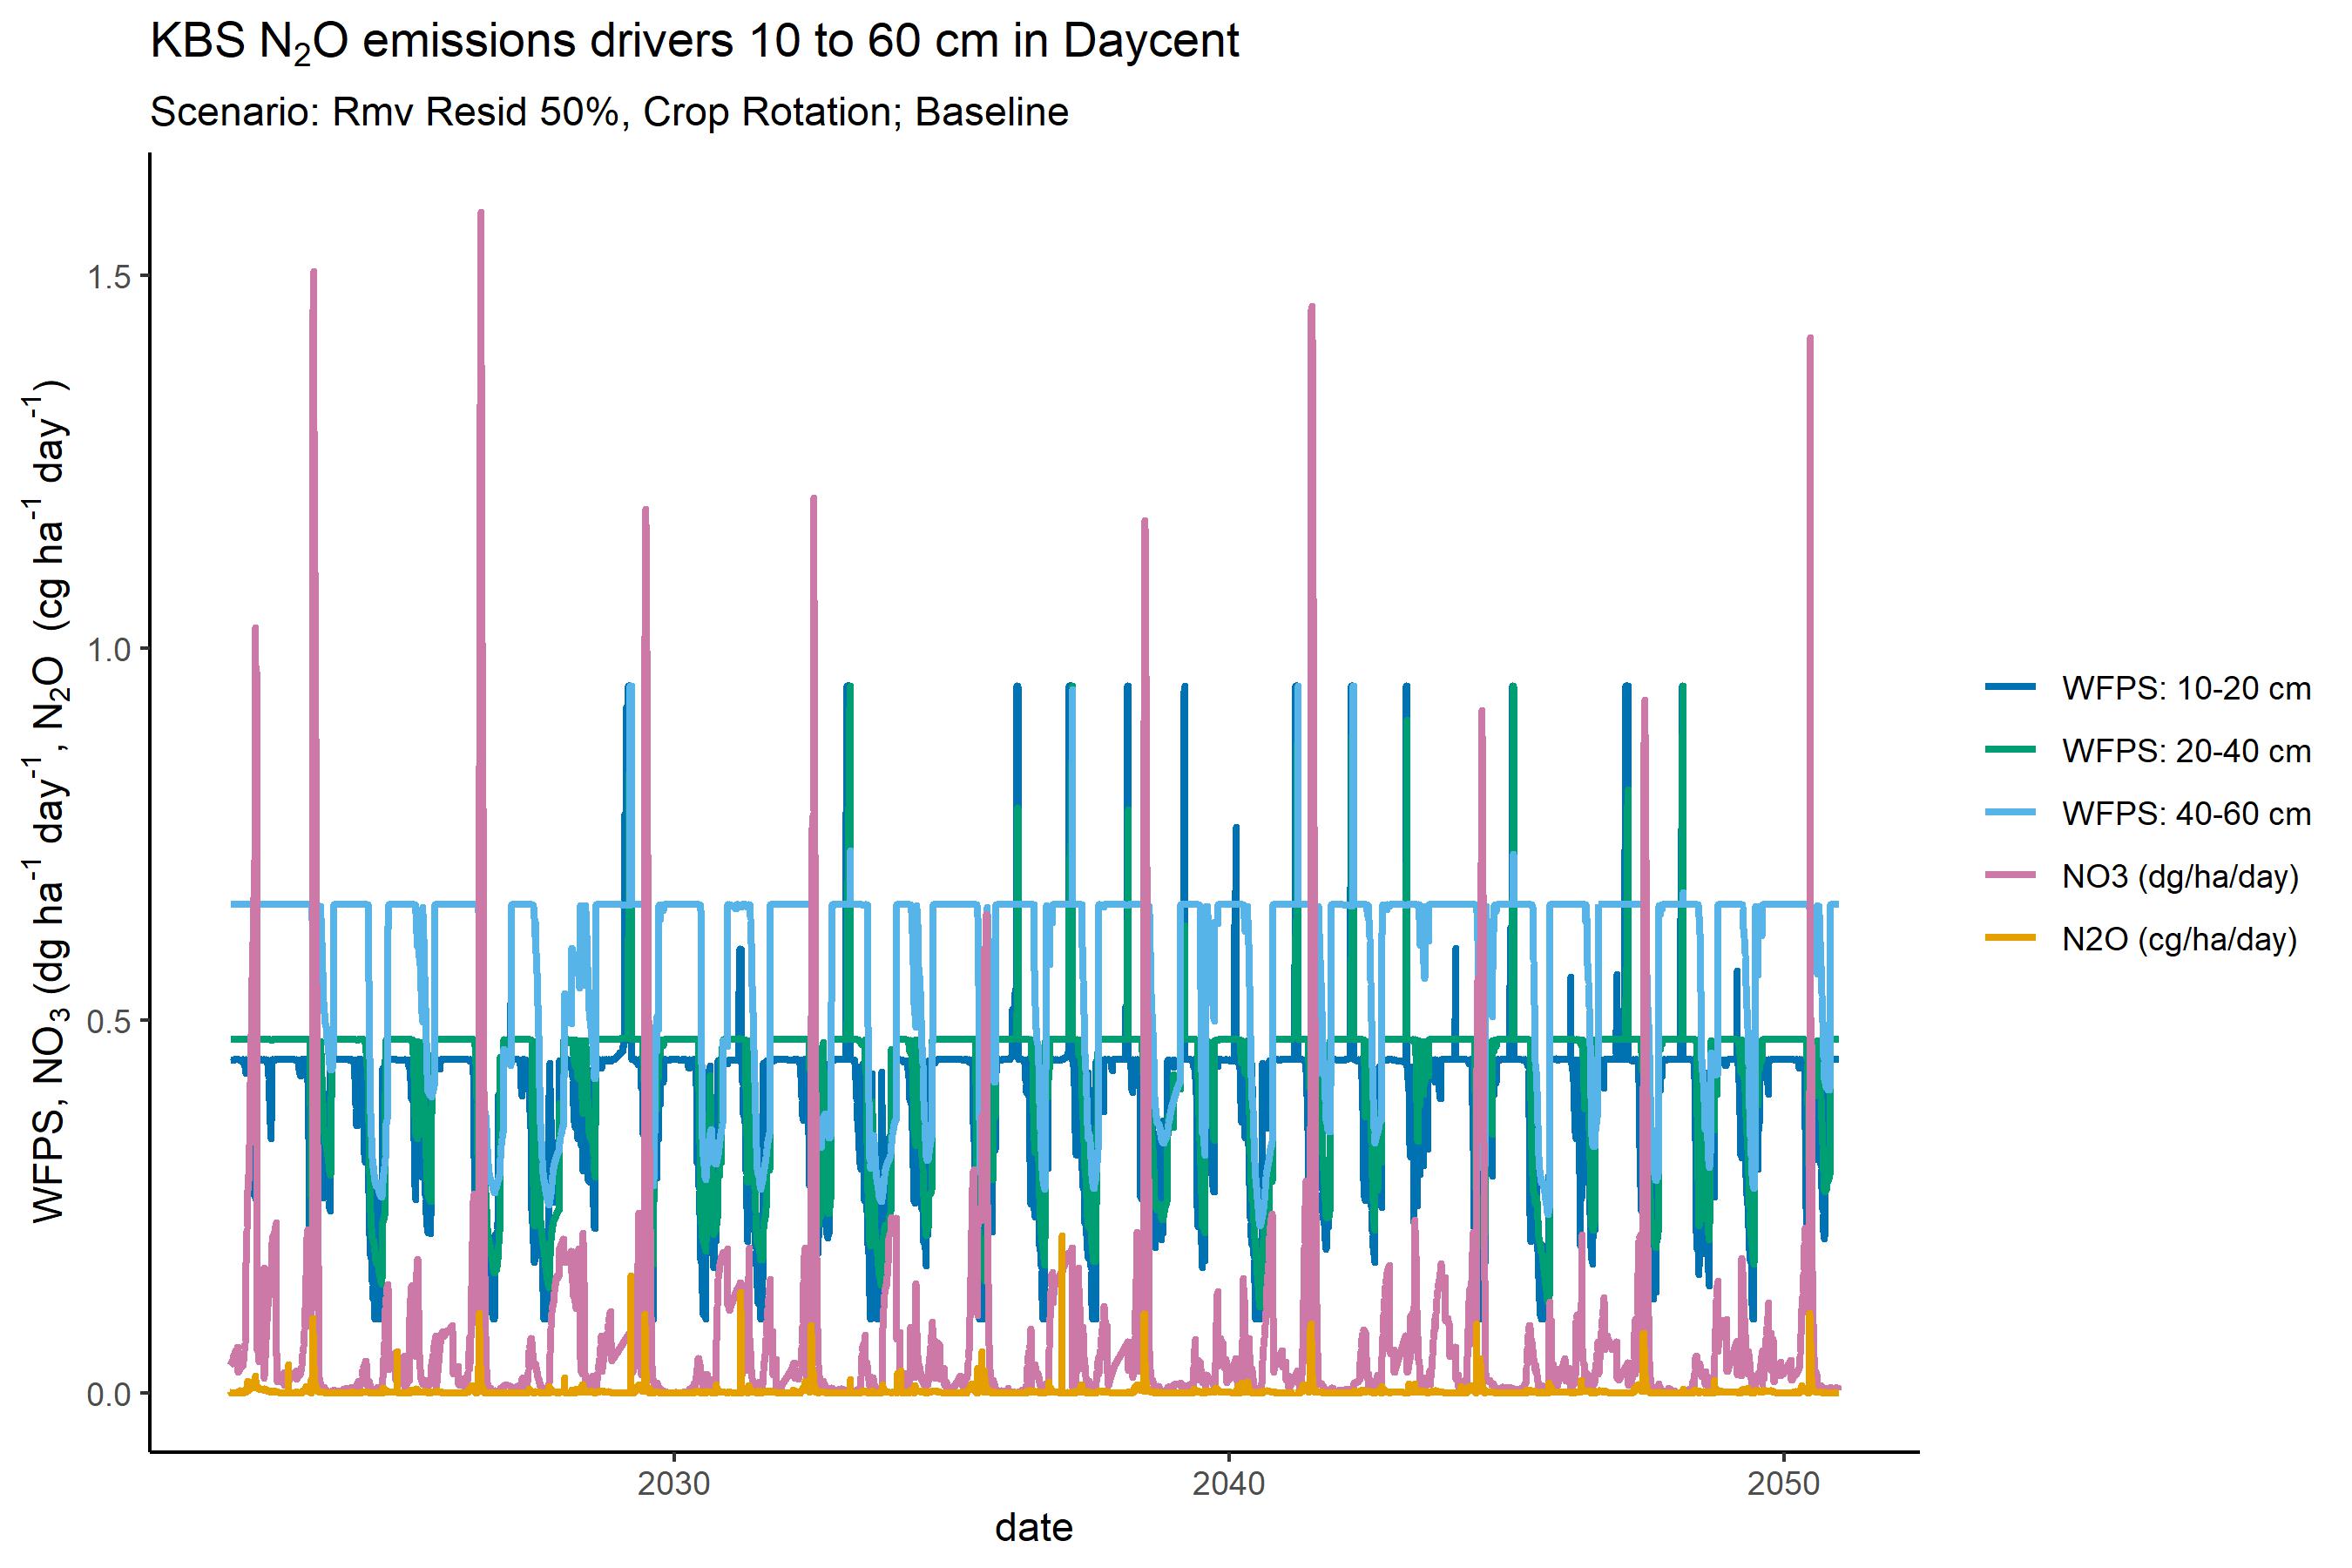 KBS N₂O emissions drivers 10 to 60 cm in Daycent
Scenario: Rmv Resid 50%, Crop Rotation; Baseline
WFPS, NO₃ (dg ha⁻¹ day⁻¹, N₂O (cg ha⁻¹ day⁻¹)
1.5
1.0
0.5
0.0
2030
2040
2050
date
WFPS: 10-20 cm
WFPS: 20-40 cm
WFPS: 40-60 cm
NO3 (dg/ha/day)
N2O (cg/ha/day)